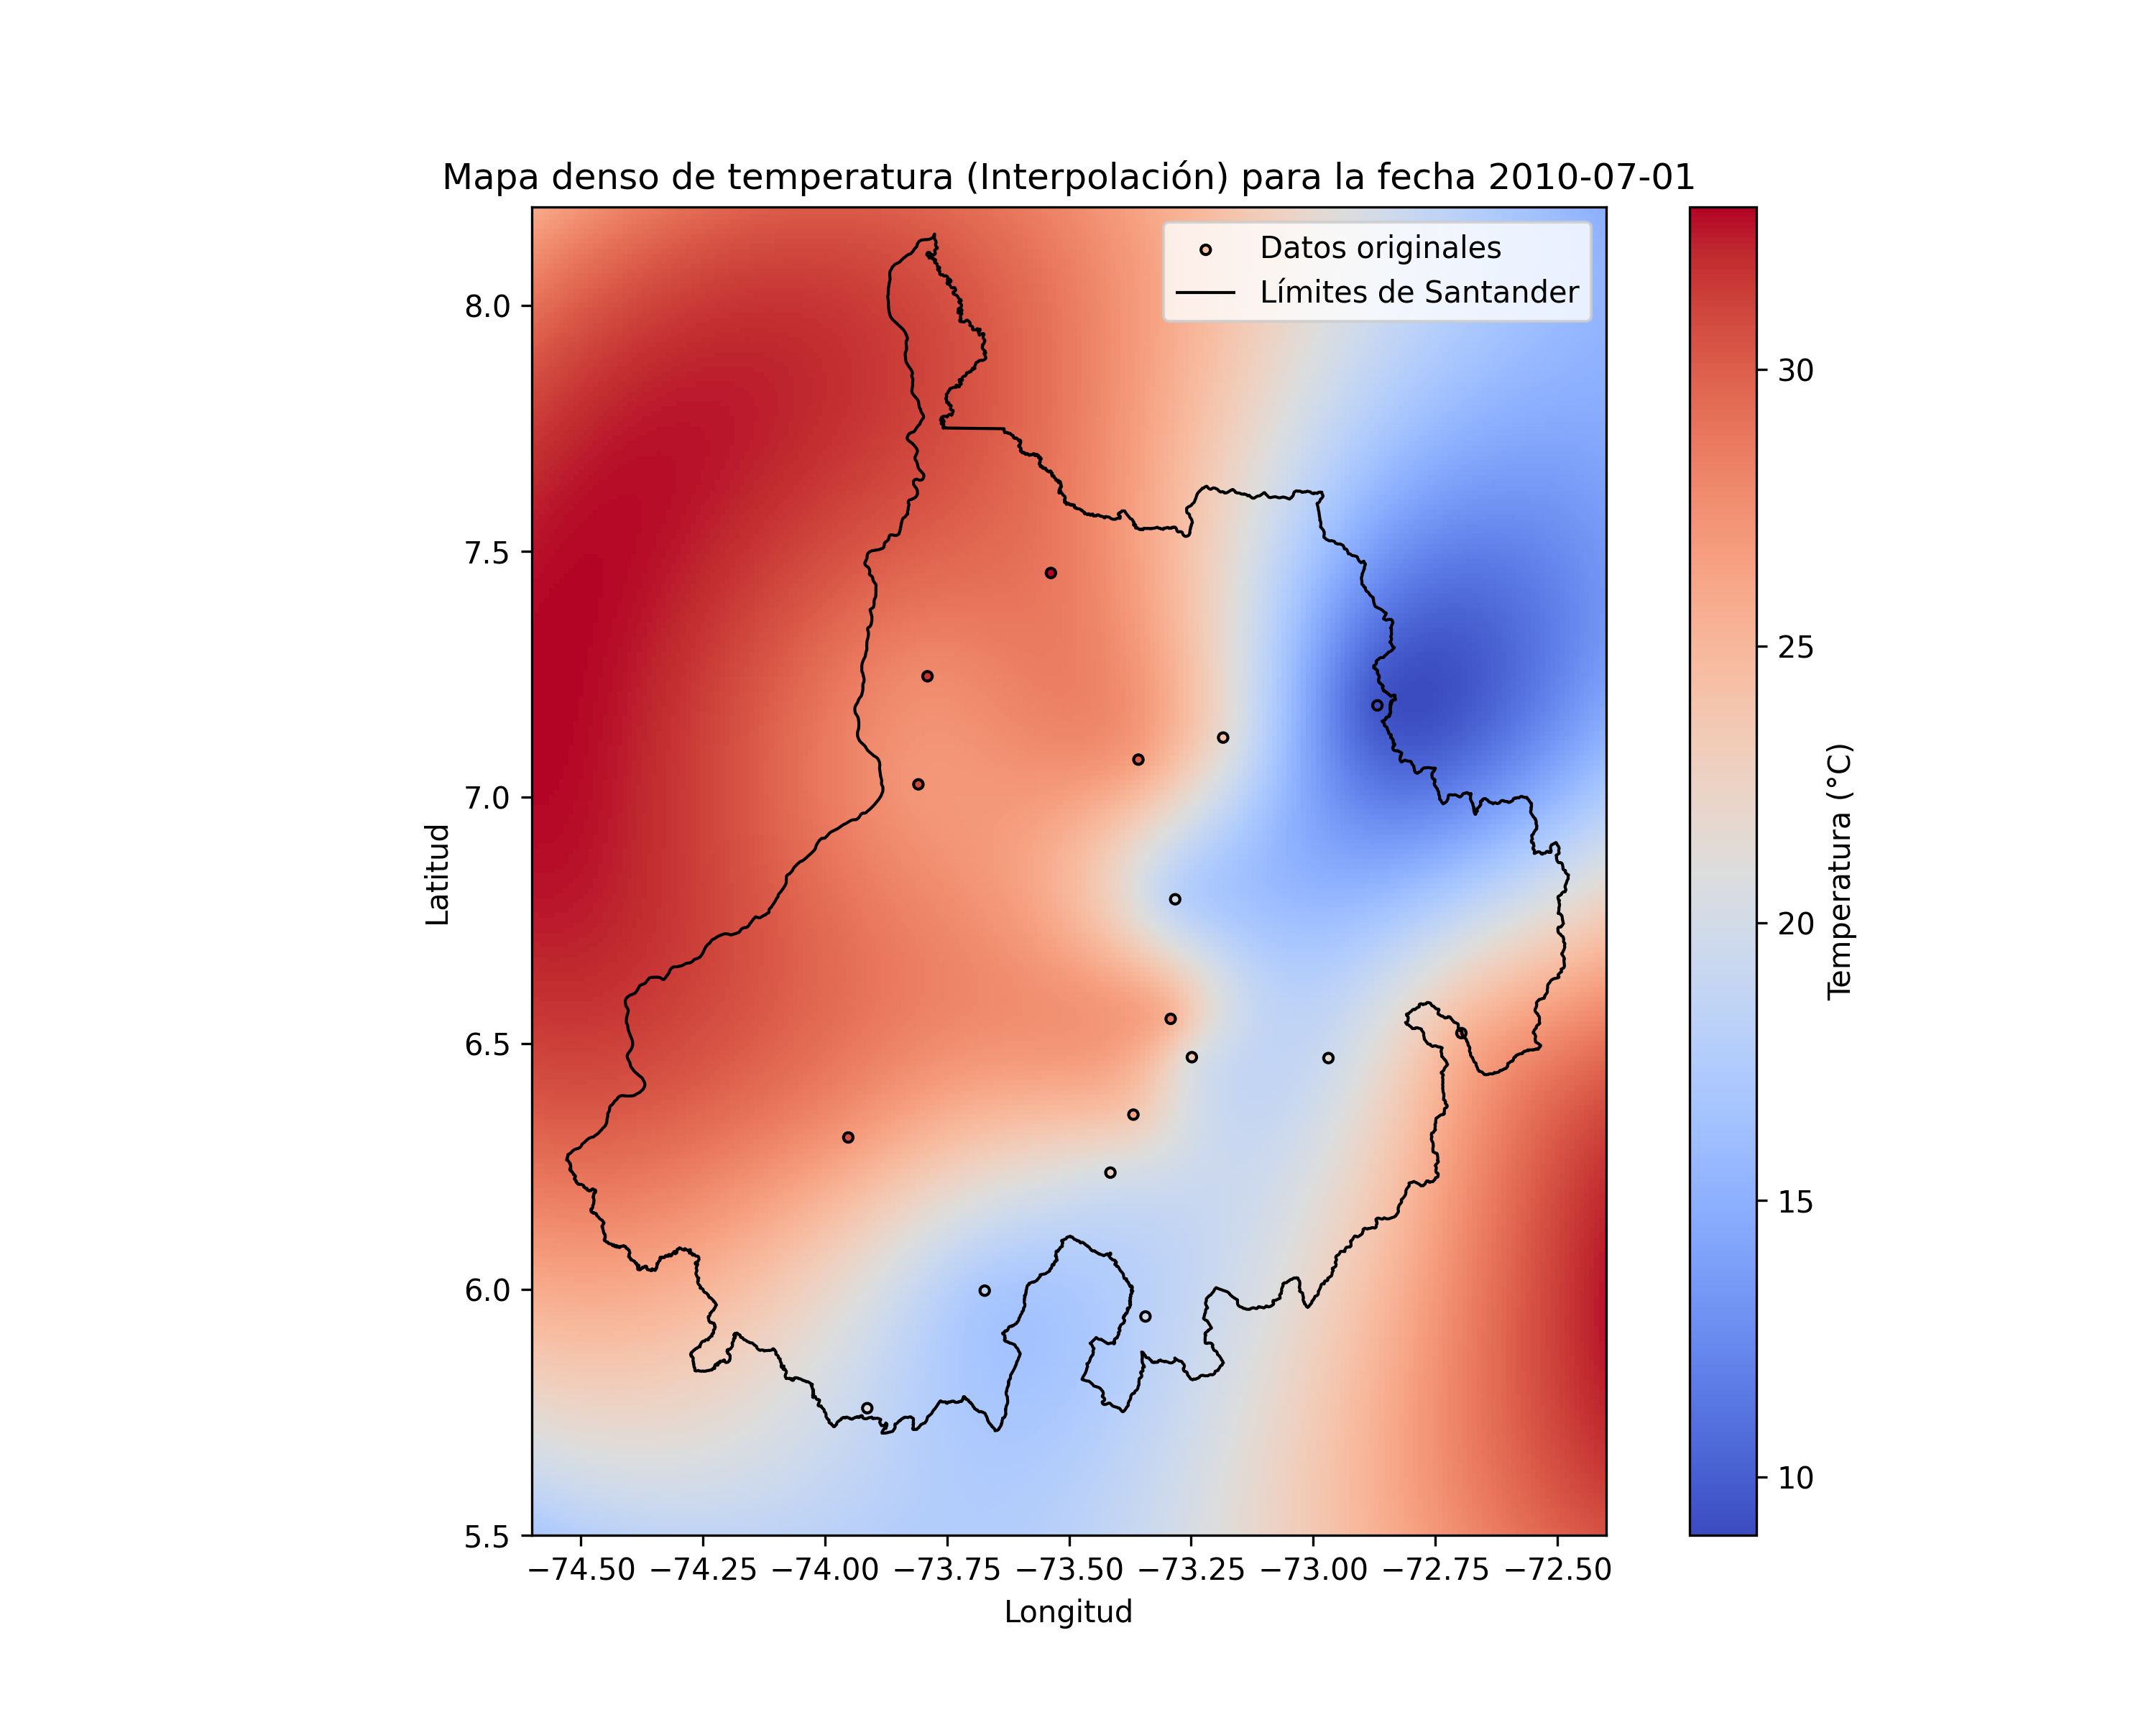 Mapa denso de temperatura (Interpolación) para la fecha 2010-07-01
Datos originales
Límites de Santander
8.0
7.5
7.0
6.5
6.0
5.5
Latitud
−74.50 −74.25 −74.00 −73.75 −73.50 −73.25 −73.00 −72.75 −72.50
Longitud
30
25
20
15
10
Temperatura (°C)